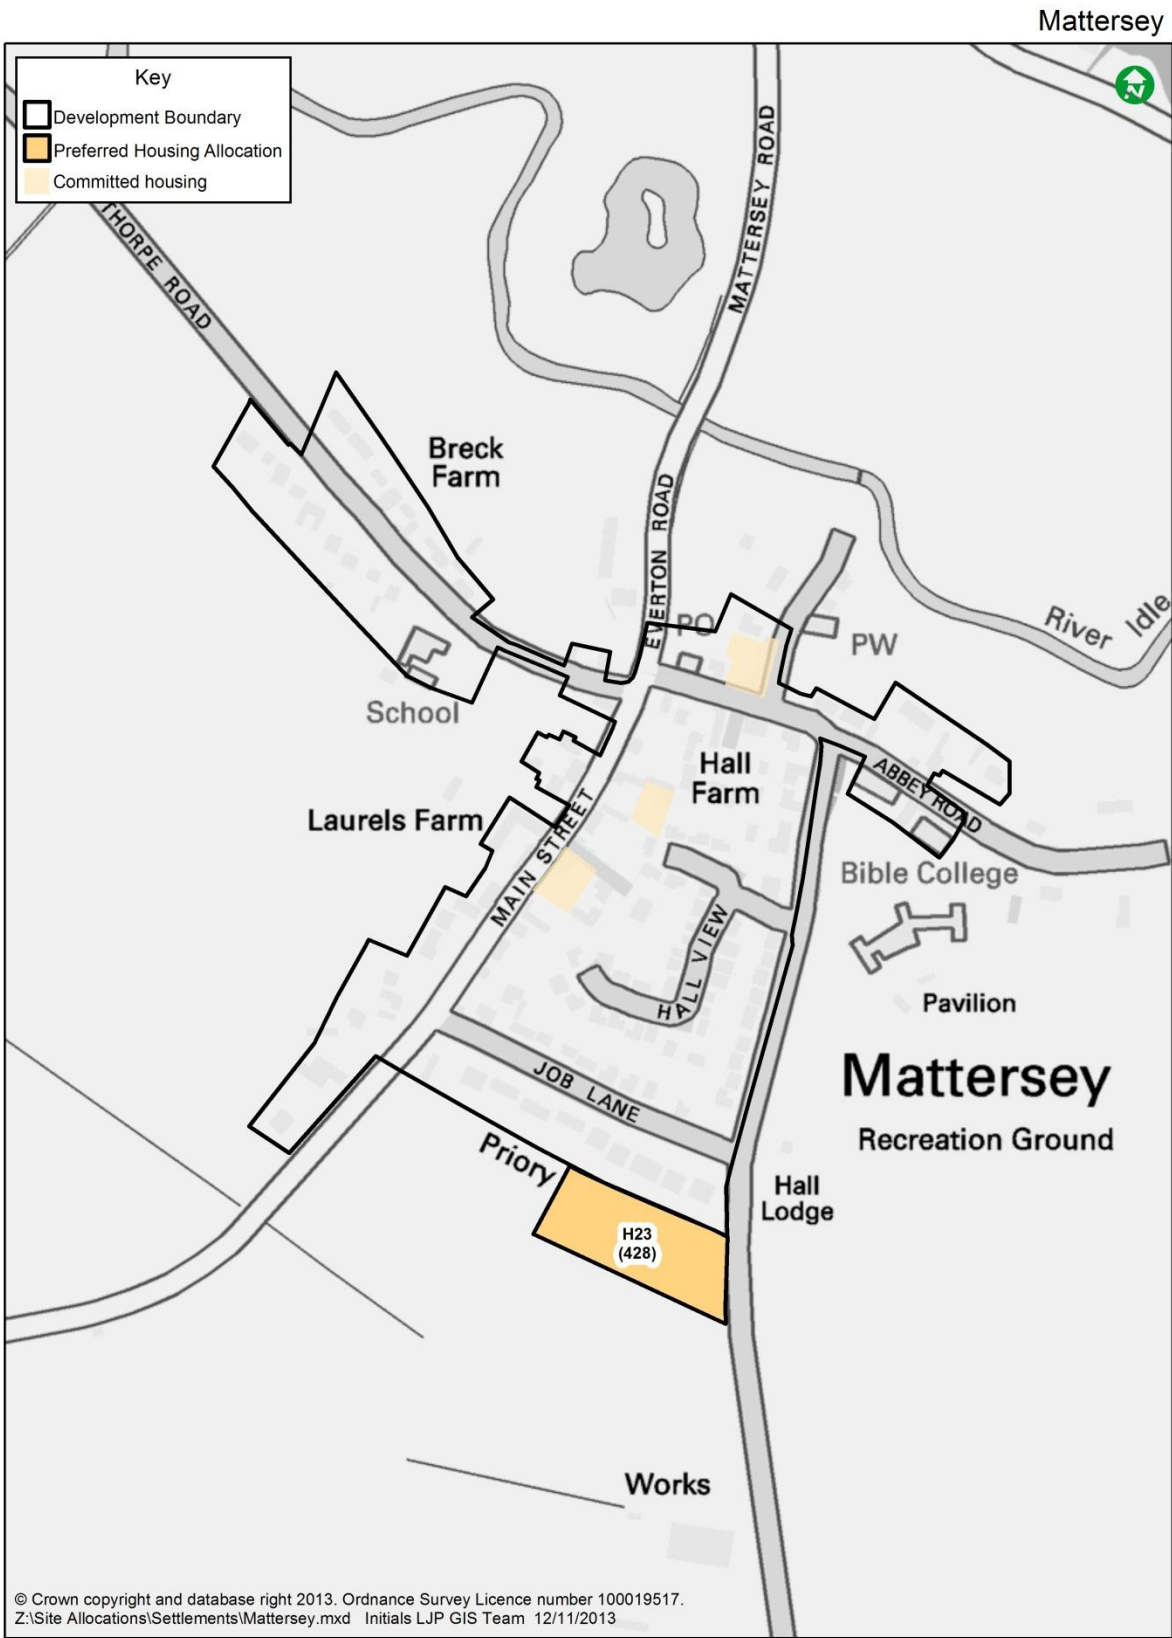 Mattersey
Key
Development Boundary
Preferred Housing Allocation
Committed housing
N
THORPE ROAD
MATTERSEY ROAD
Breck
Farm
EVERTON ROAD
River Idle
PO
PW
School
Hall
Farm
ABBEY ROAD
Laurels Farm
MAIN STREET
Bible College
HALL VIEW
Pavilion
Mattersey
JOB LANE
Recreation Ground
Priory
Hall
Lodge
H23
(428)
Works
© Crown copyright and database right 2013. Ordnance Survey Licence number 100019517.
Z:\Site Allocations\Settlements\Mattersey.mxd Initials LJP GIS Team 12/11/2013